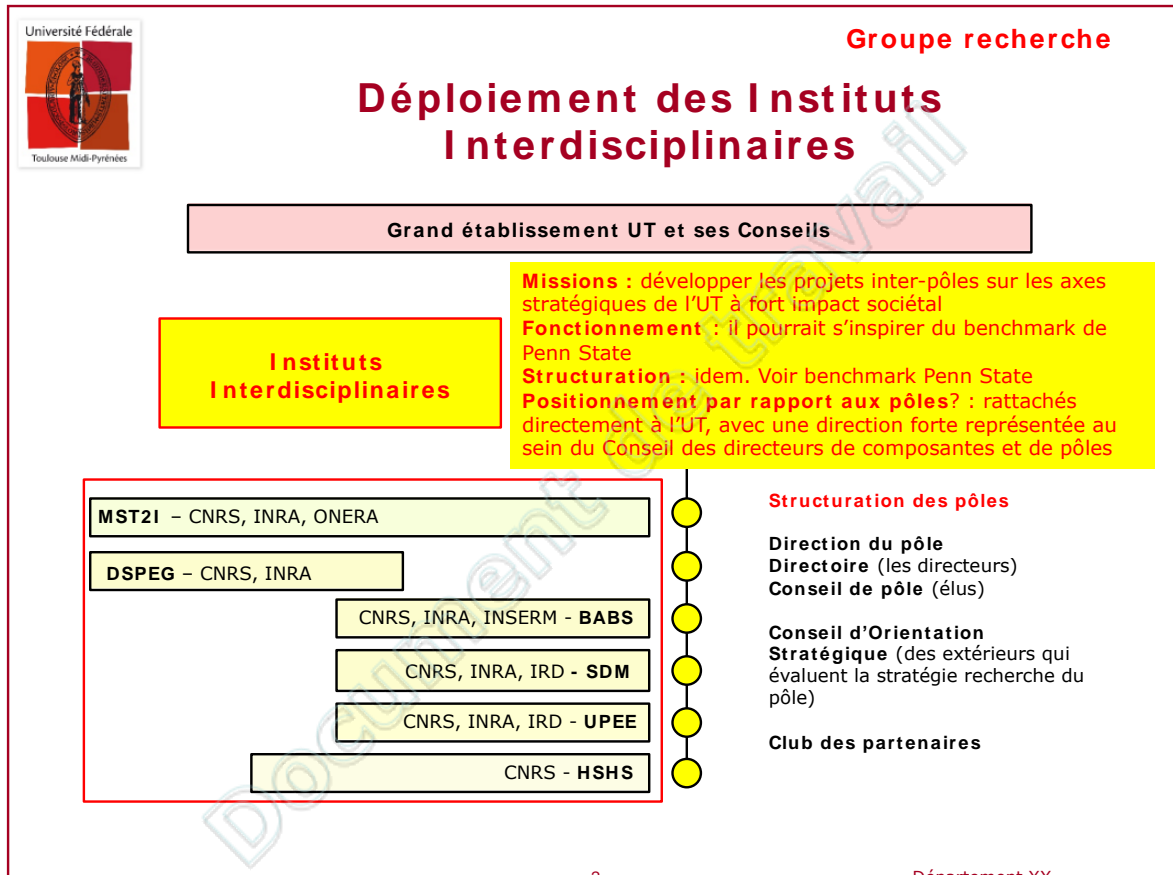 Université Fédérale
Toulouse Midi-Pyrénées
Groupe recherche
Déploiement des Instituts
Interdisciplinaires
Grand établissement UT et ses Conseils
Instituts
Interdisciplinaires
Missions : développer les projets inter-pôles sur les axes
stratégiques de l'UT à fort impact sociétal
Fonctionnement : il pourrait s'inspirer du benchmark de
Penn State
Structuration : idem. Voir benchmark Penn State
Positionnement par rapport aux pôles? : rattachés
directement à l'UT, avec une direction forte représentée au
sein du Conseil des directeurs de composantes et de pôles
MST2I – CNRS, INRA, ONERA
DSPEG – CNRS, INRA
CNRS, INRA, INSERM - BABS
CNRS, INRA, IRD - SDM
CNRS, INRA, IRD - UPEE
CNRS - HSHS
Structuration des pôles
Direction du pôle
Directoire (les directeurs)
Conseil de pôle (élus)
Conseil d'Orientation
Stratégique (des extérieurs qui
évaluent la stratégie recherche du
pôle)
Club des partenaires
Document de travail
Département XX